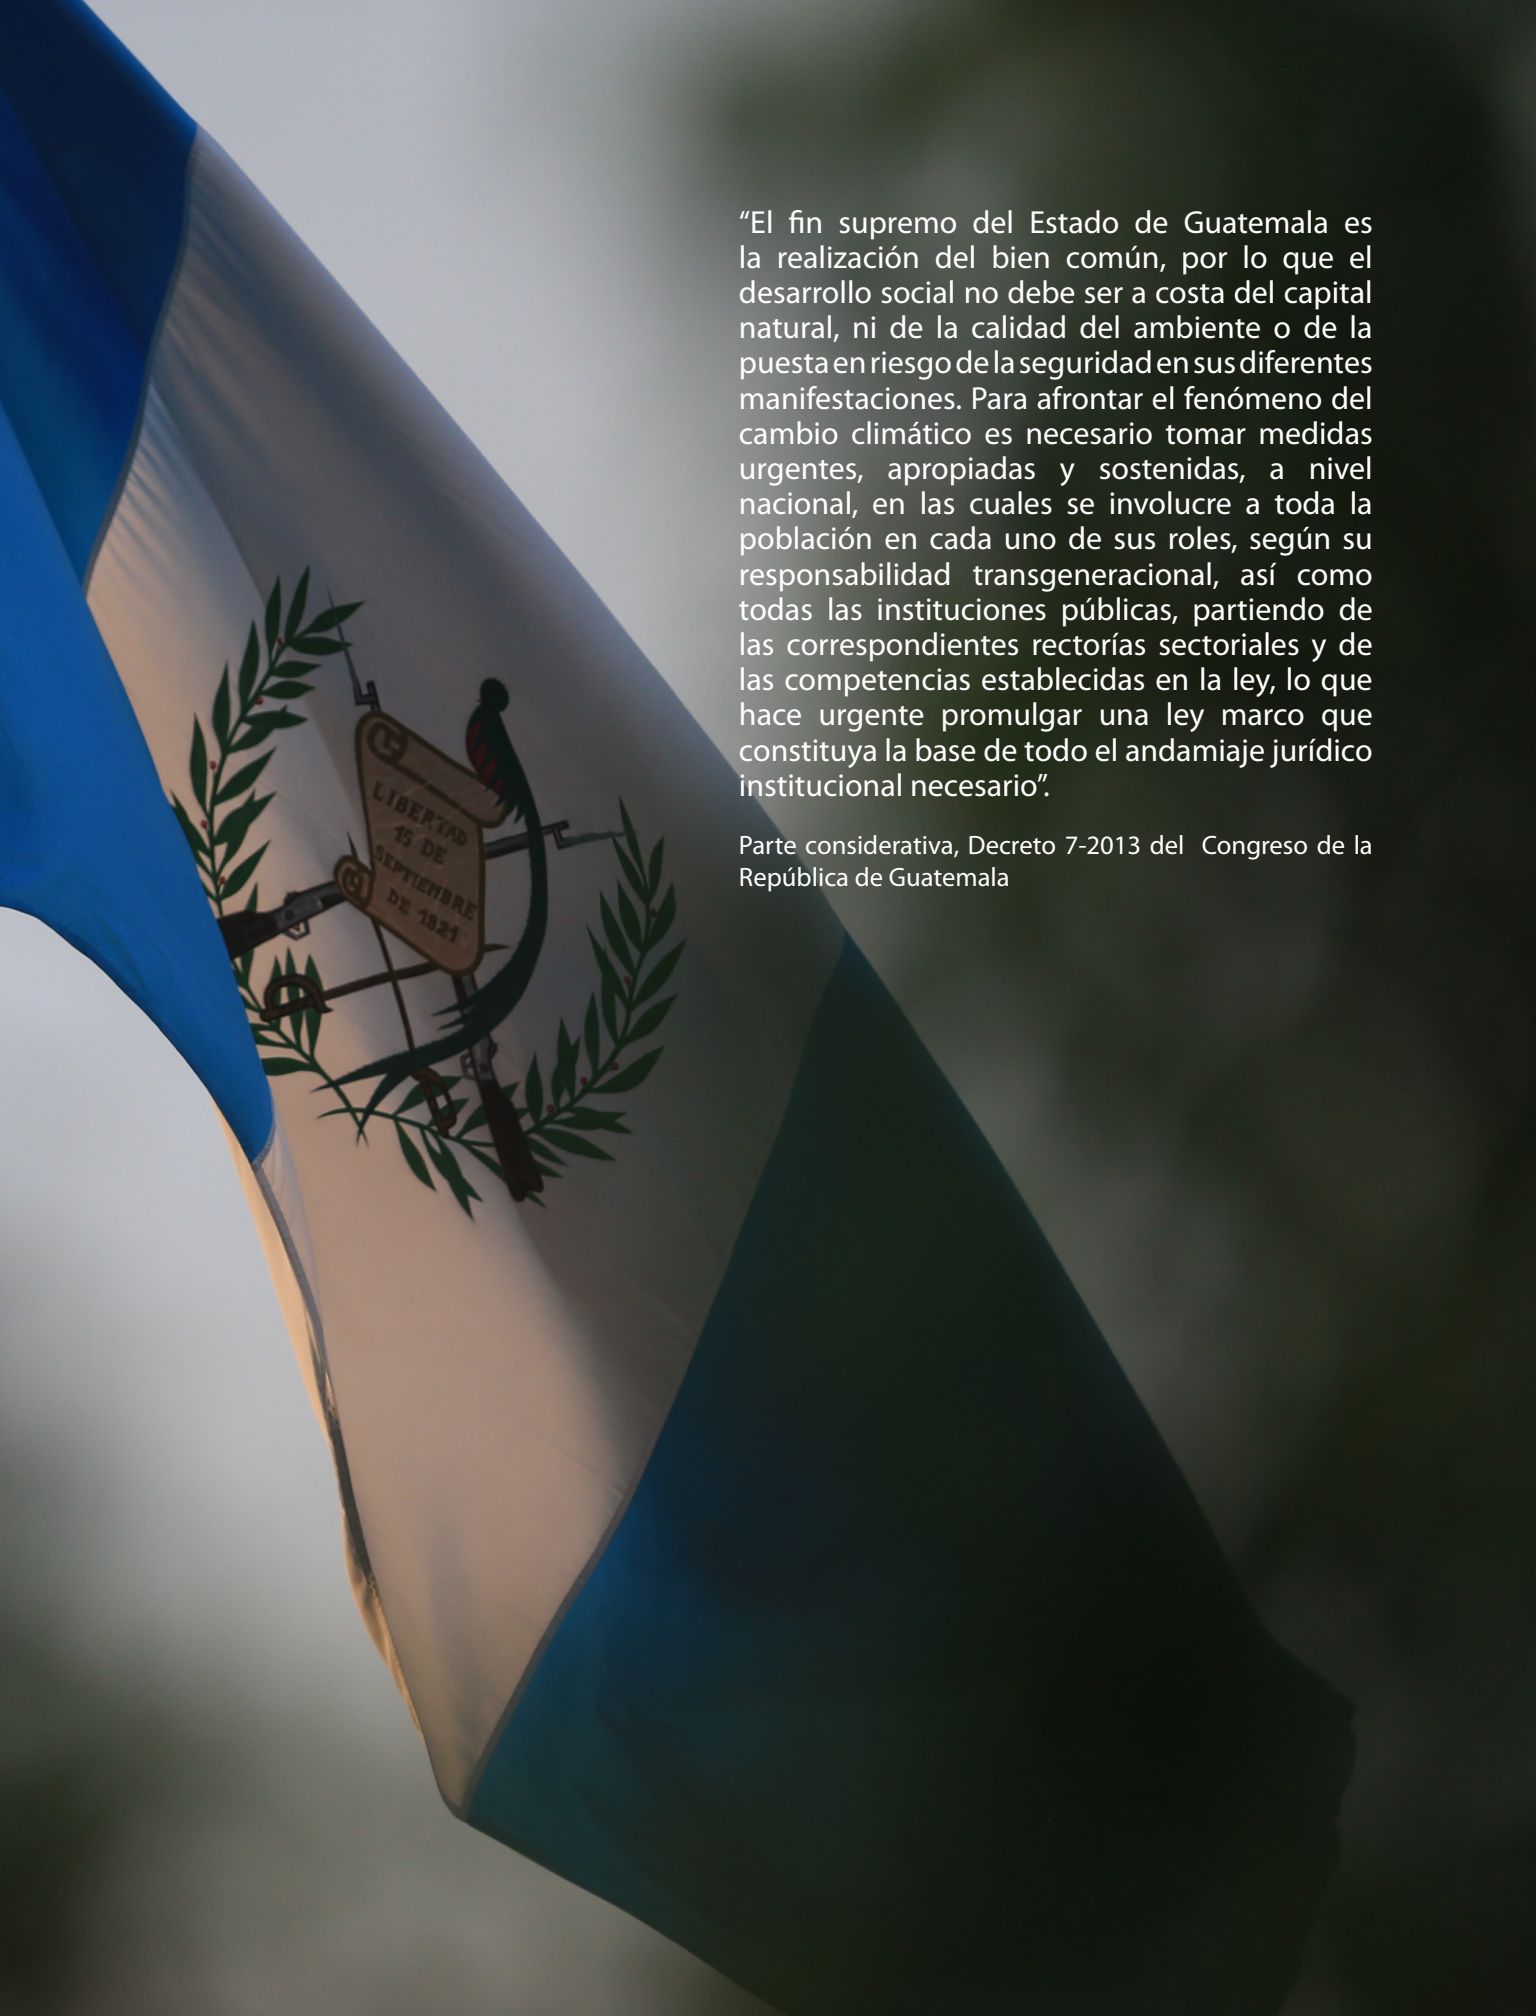 “El fin supremo del Estado de Guatemala es
la realización del bien común, por lo que el
desarrollo social no debe ser a costa del capital
natural, ni de la calidad del ambiente o de la
puesta en riesgo de la seguridad en sus diferentes
manifestaciones. Para afrontar el fenómeno del
cambio climático es necesario tomar medidas
urgentes, apropiadas y sostenidas, a nivel
nacional, en las cuales se involucre a toda la
población en cada uno de sus roles, según su
responsabilidad transgeneracional, así como
todas las instituciones públicas, partiendo de
las correspondientes rectorías sectoriales y de
las competencias establecidas en la ley, lo que
hace urgente promulgar una ley marco que
constituya la base de todo el andamiaje jurídico
institucional necesario”.
Parte considerativa, Decreto 7-2013 del Congreso de la
República de Guatemala
LIBERTAD
15 DE
SEPTIEMBRE
DE 1821